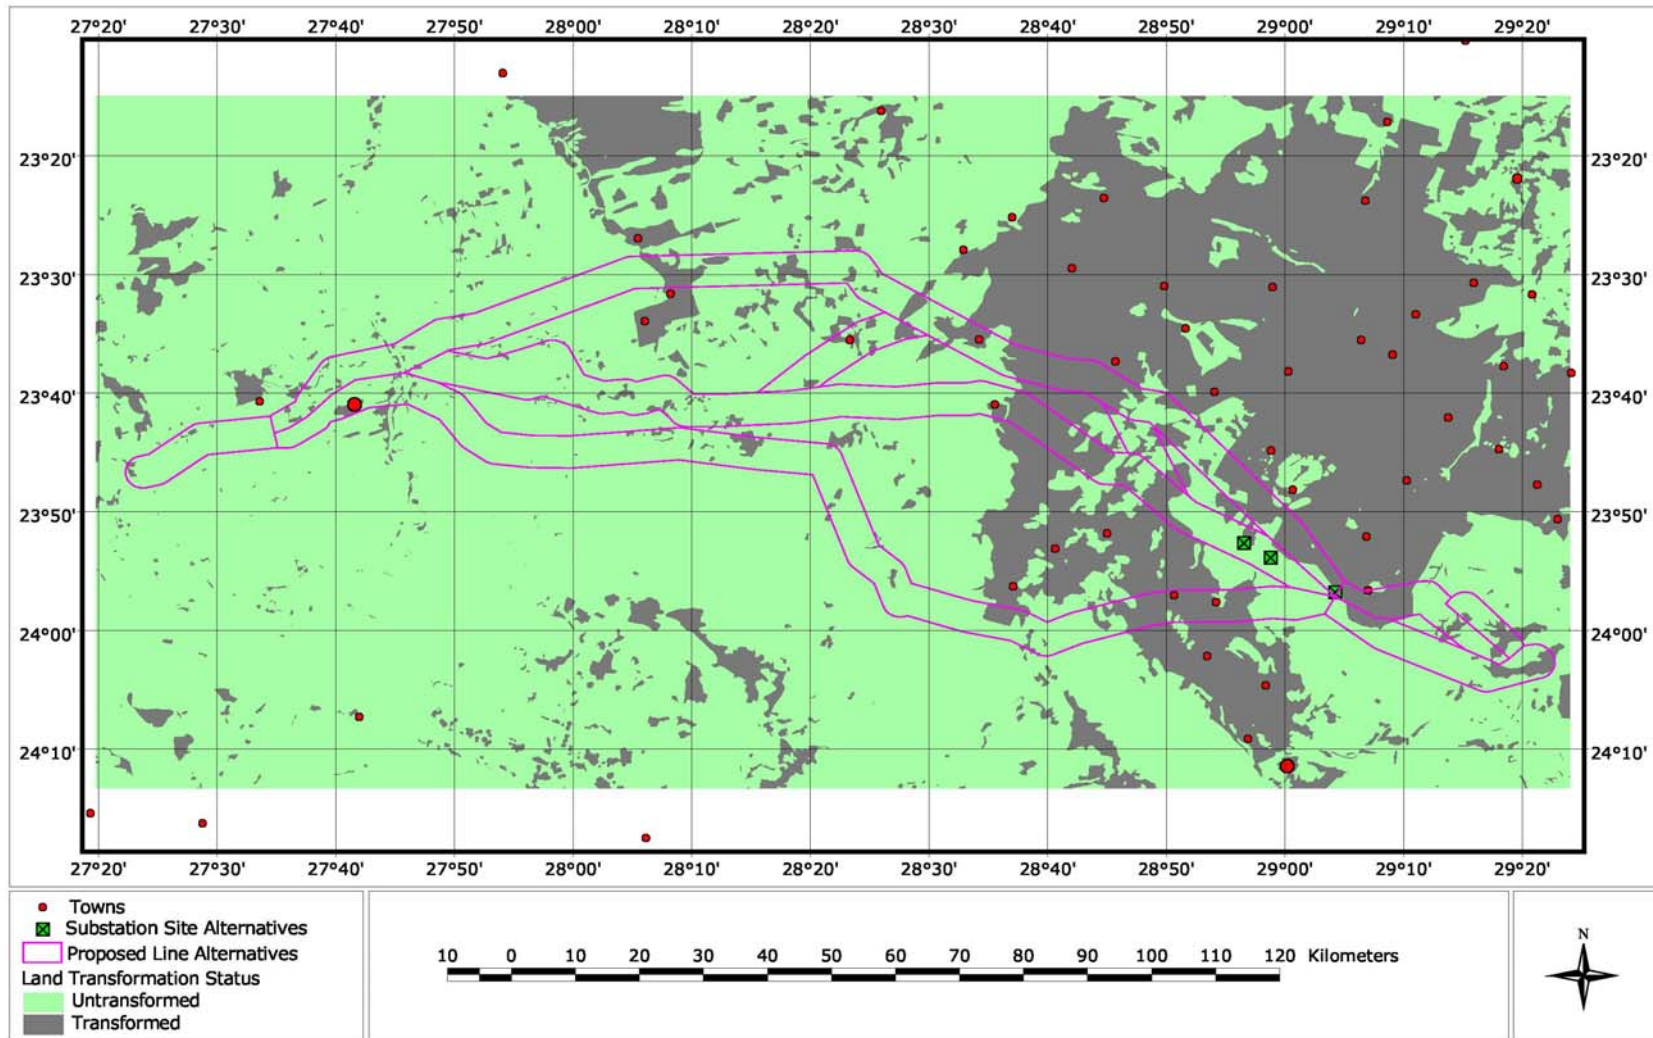 27°20' 27°30' 27°40' 27°50' 28°00' 28°10' 28°20' 28°30' 28°40' 28°50' 29°00' 29°10' 29°20'
23°20' 23°20'
23°30' 23°30'
23°40' 23°40'
23°50' 23°50'
24°00' 24°00'
24°10' 24°10'
27°20' 27°30' 27°40' 27°50' 28°00' 28°10' 28°20' 28°30' 28°40' 28°50' 29°00' 29°10' 29°20'
Towns
Substation Site Alternatives
Proposed Line Alternatives
Land Transformation Status
Untransformed
Transformed
10 0 10 20 30 40 50 60 70 80 90 100 110 120 Kilometers
N